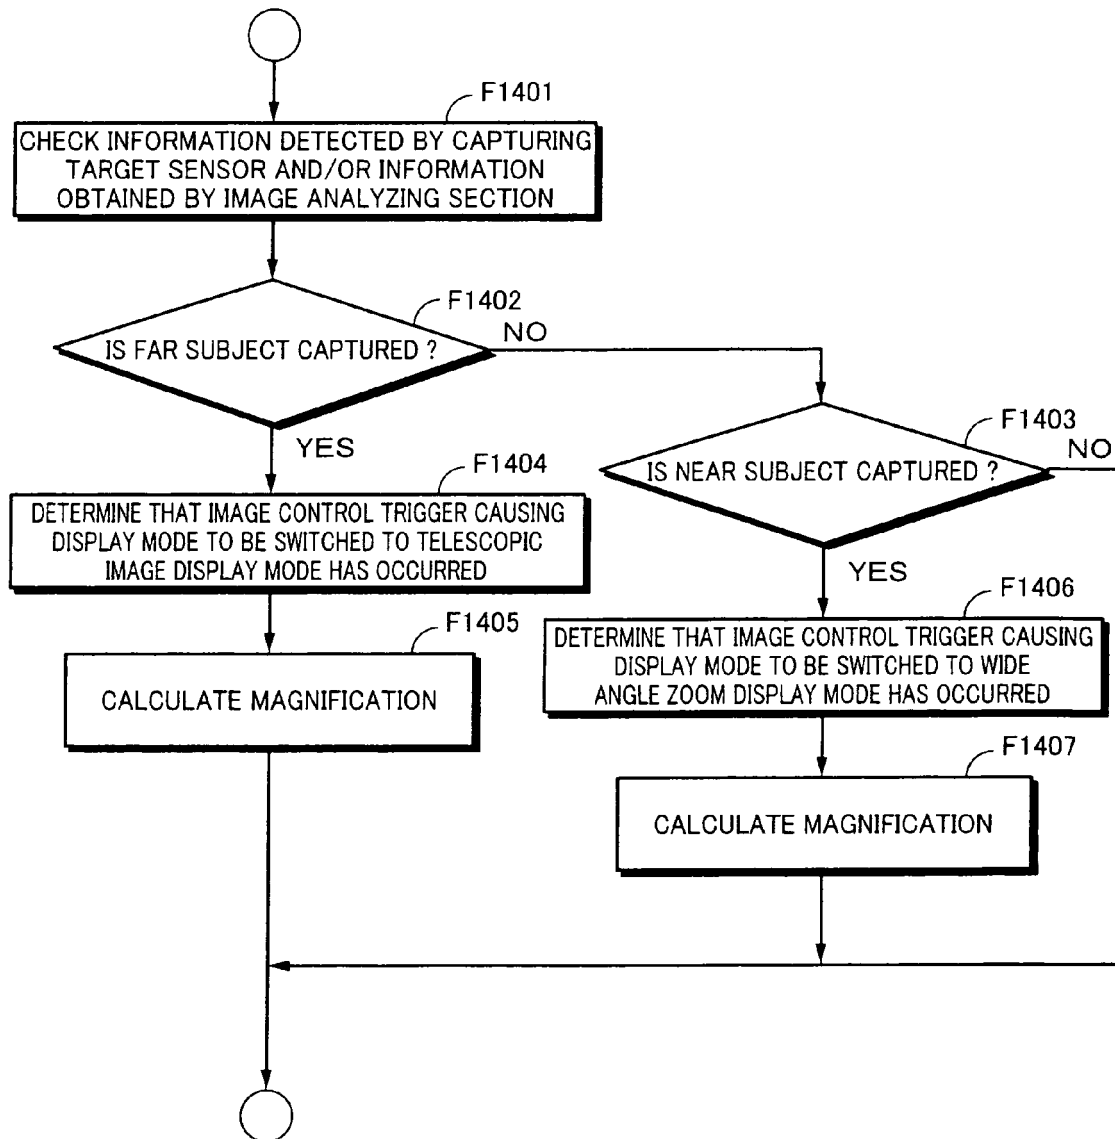 F1401
CHECK INFORMATION DETECTED BY CAPTURING
TARGET SENSOR AND/OR INFORMATION
OBTAINED BY IMAGE ANALYZING SECTION
F1402
IS FAR SUBJECT CAPTURED ?
NO
YES
F1403
IS NEAR SUBJECT CAPTURED ?
NO
YES
F1404
DETERMINE THAT IMAGE CONTROL TRIGGER CAUSING
DISPLAY MODE TO BE SWITCHED TO TELESCOPIC
IMAGE DISPLAY MODE HAS OCCURRED
F1405
CALCULATE MAGNIFICATION
F1406
DETERMINE THAT IMAGE CONTROL TRIGGER CAUSING
DISPLAY MODE TO BE SWITCHED TO WIDE
ANGLE ZOOM DISPLAY MODE HAS OCCURRED
F1407
CALCULATE MAGNIFICATION